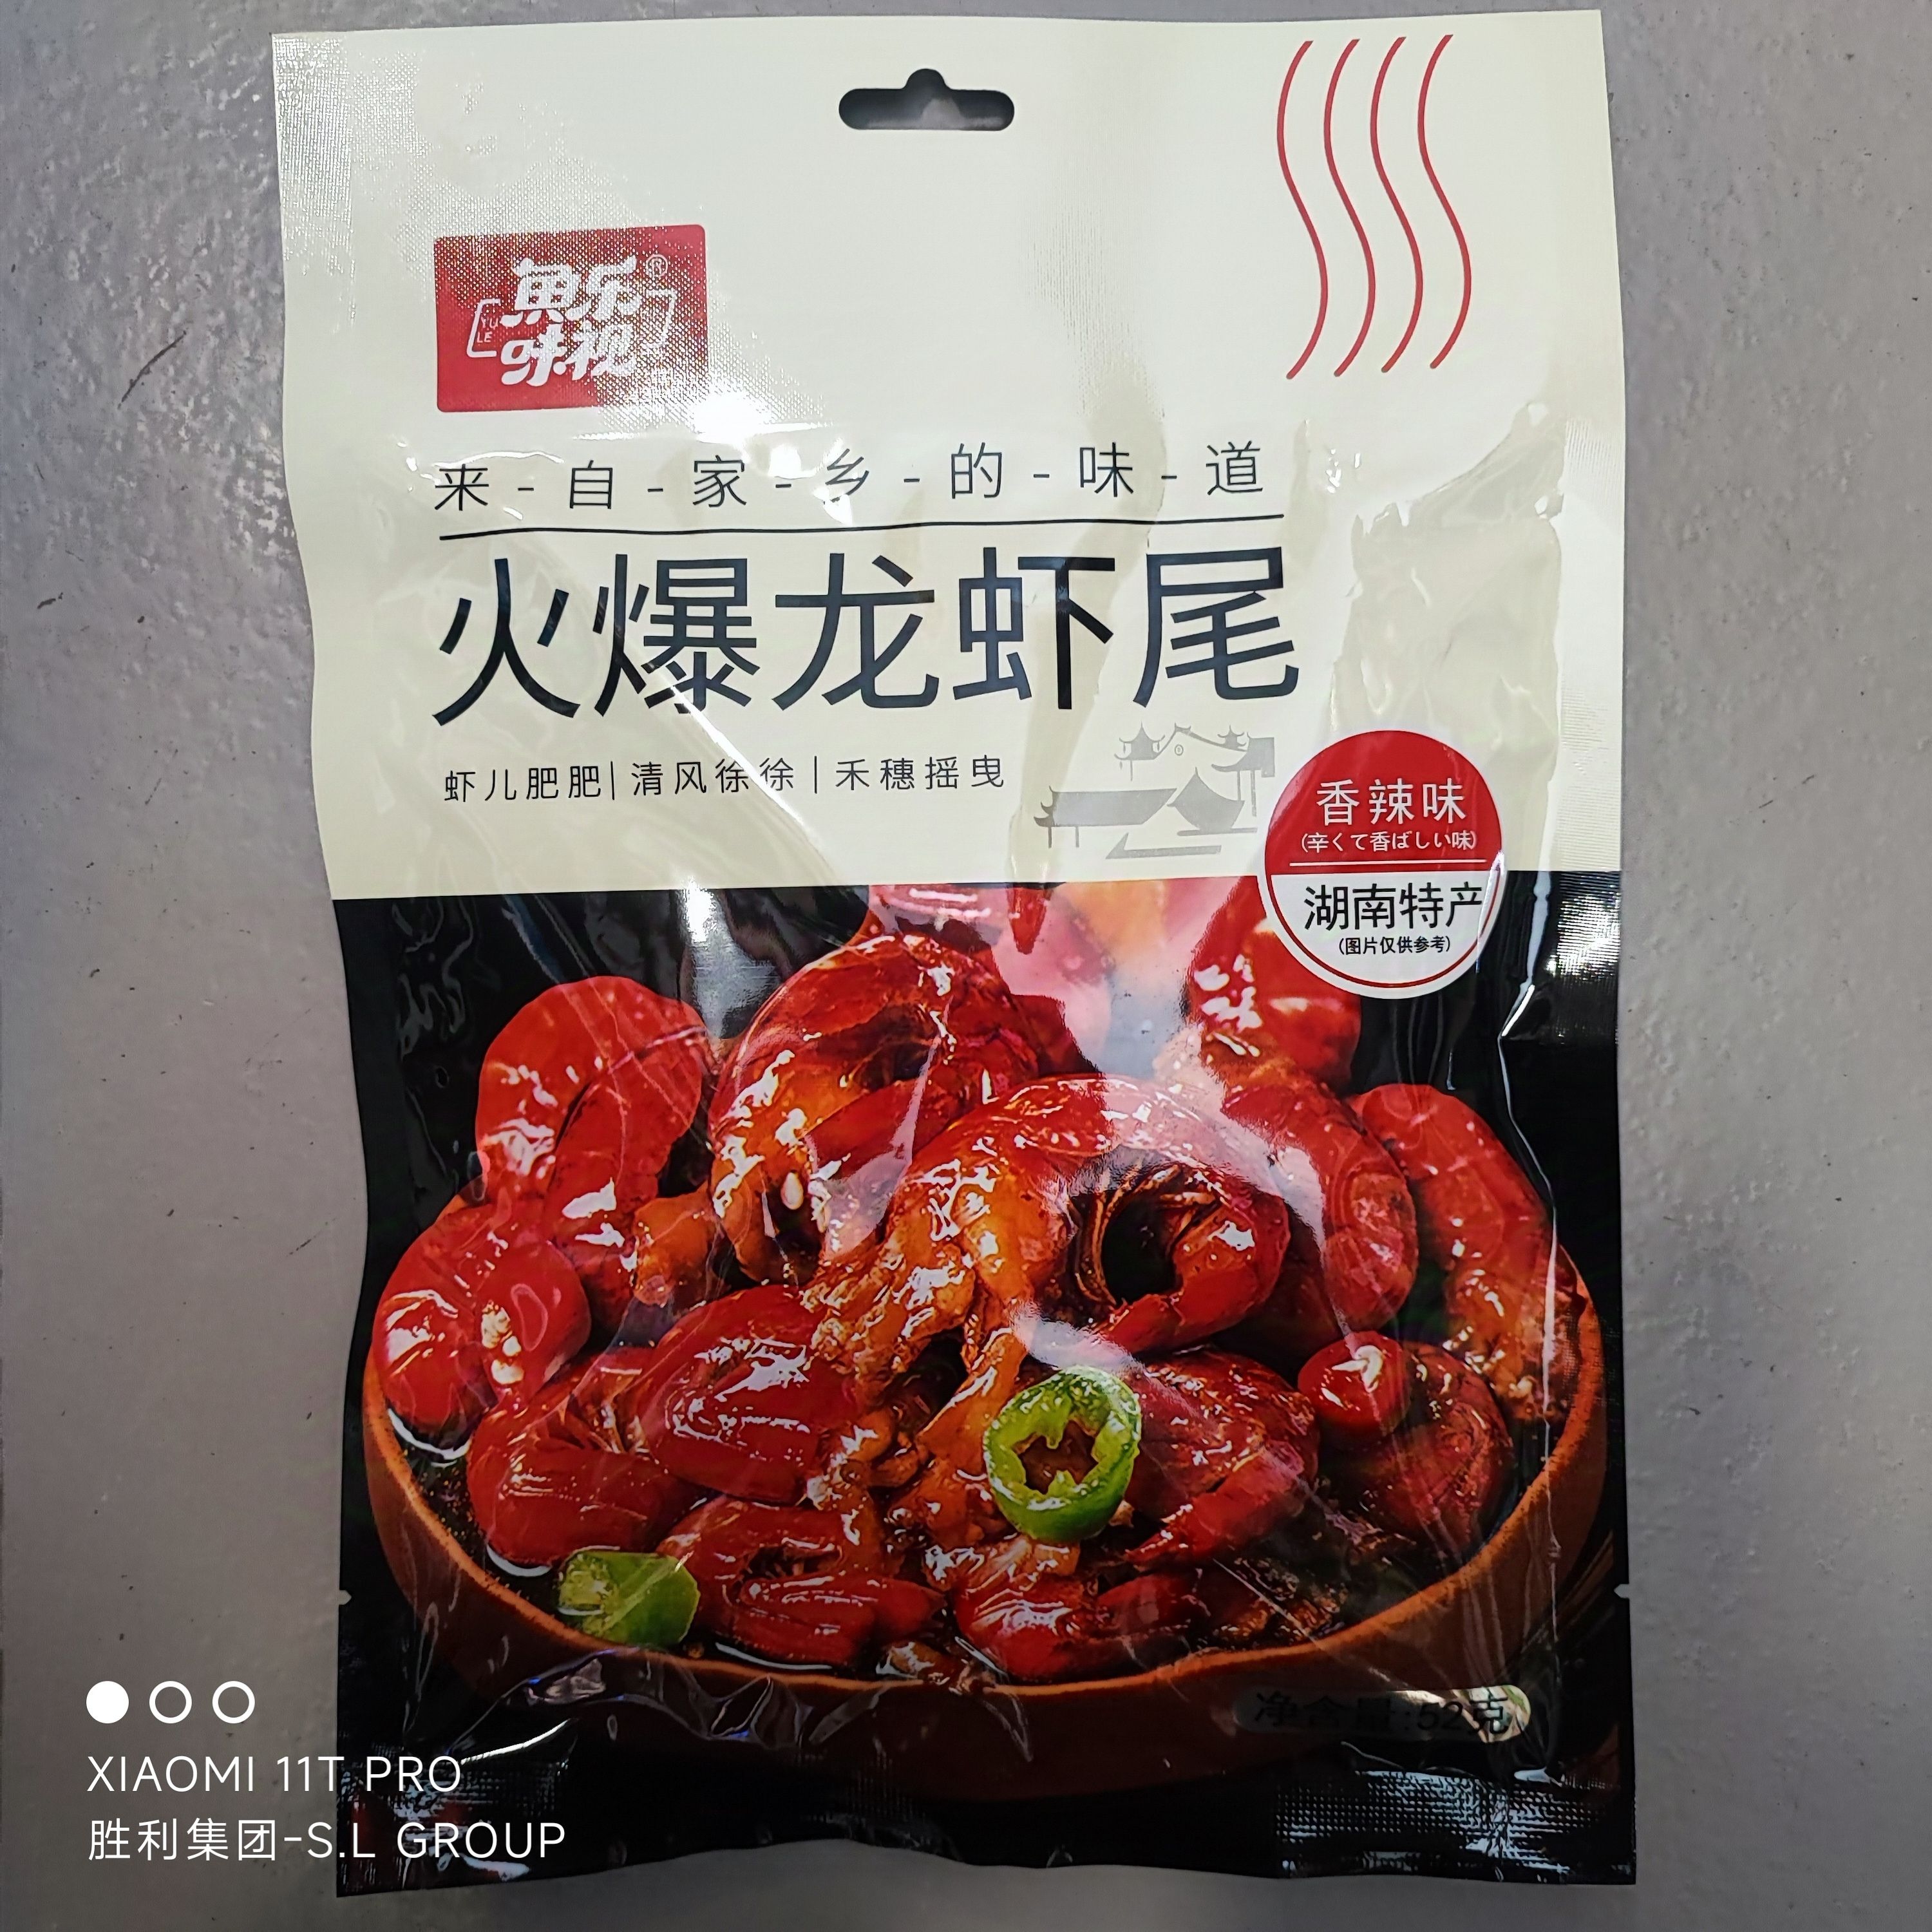 鱼乐
®
YU
LE
味视
来-自-家-乡-的-味-道
火爆龙虾尾
虾儿肥肥|清风徐徐|禾穗摇曳
香辣味
(辛くて香ばしい味)
湖南特产
(图片仅供参考)
净含量:52克
XIAOMI 11T PRO
胜利集团-S.L GROUP